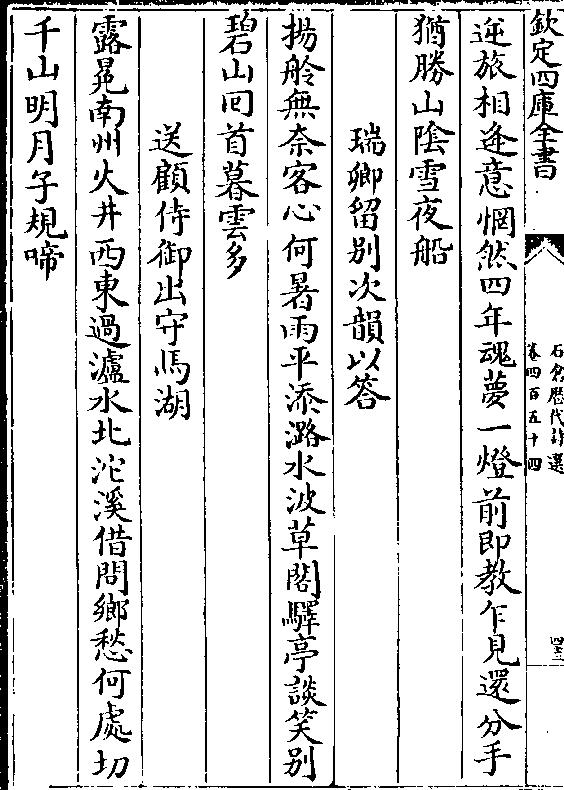 欽定四庫全書
石倉歷代詩選
卷四百五十四
四三
逆旅相逢意惘然四年魂夢一燈前即教乍見還分手
猶勝山陰雪夜船
瑞卿留别次韻以答
揚舲無奈客心何暑雨平添潞水波草閣驛亭談笑别
碧山回首暮雲多
送顧侍御出守馬湖
露冕南州火井西東過瀘水北沱溪借問鄉愁何處切
千山明月子規啼